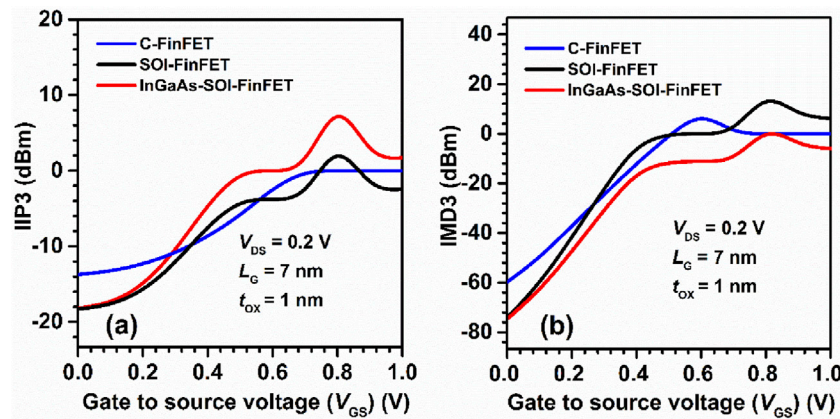 20
10
0
-10
-20
IIP3 (dBm)
C-FinFET
SOI-FinFET
InGaAs-SOI-FinFET
VDS = 0.2 V
LG = 7 nm
tOX = 1 nm
(a)
0.0 0.2 0.4 0.6 0.8 1.0
Gate to source voltage (VGS) (V)
40
20
0
-20
-40
-60
-80
IMD3 (dBm)
C-FinFET
SOI-FinFET
InGaAs-SOI-FinFET
VDS = 0.2 V
LG = 7 nm
tOX = 1 nm
(b)
0.0 0.2 0.4 0.6 0.8 1.0
Gate to source voltage (VGS) (V)